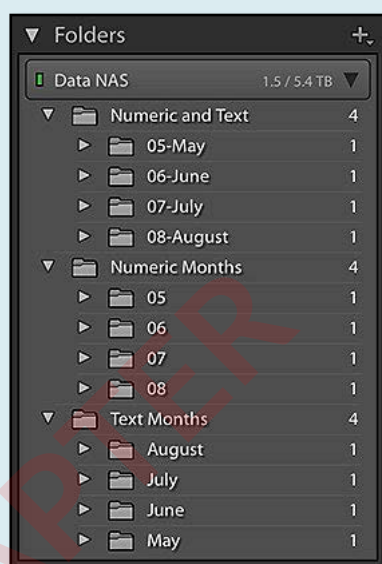 Folders
Data NAS 1.5 / 5.4 TB
Numeric and Text 4
05-May 1
06-June 1
07-July 1
08-August 1
Numeric Months 4
05 1
06 1
07 1
08 1
Text Months 4
August 1
July 1
June 1
May 1